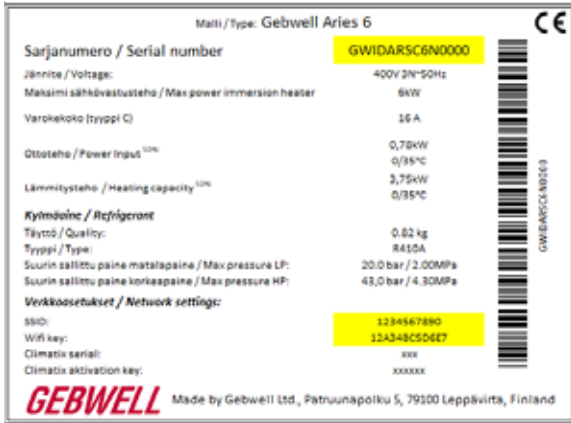 Malli / Type: Gebwell Aries 6
CE
Sarjanumero / Serial number GWIDARSC6N0000
Jännite / Voltage: 400V 3N~50Hz
Maksimi sähkövastusteho / Max power immersion heater 6kW
Varokekoko (tyyppi C) 16 A
Ottoteho / Power Input 50% 0,78kW
0/35°C
Lämmitysteho / Heating capacity 50% 3,75kW
0/35°C
Kylmäaine / Refrigerant
Täyttö / Quality: 0.82 kg
Tyyppi / Type: R410A
Suurin sallittu paine matalapaine / Max pressure LP: 20.0 bar / 2.00MPa
Suurin sallittu paine korkeapaine / Max pressure HP: 43,0 bar / 4.30MPa
Verkkoasetukset / Network settings:
SSID: 1234567890
Wifi key: 12A34BC5D6E7
Climatix serial: xxx
Climatix aktivation key: xxxxxx
GEBWELL Made by Gebwell Ltd., Patruunapolku 5, 79100 Leppävirta, Finland
GWIDARSC6N0000